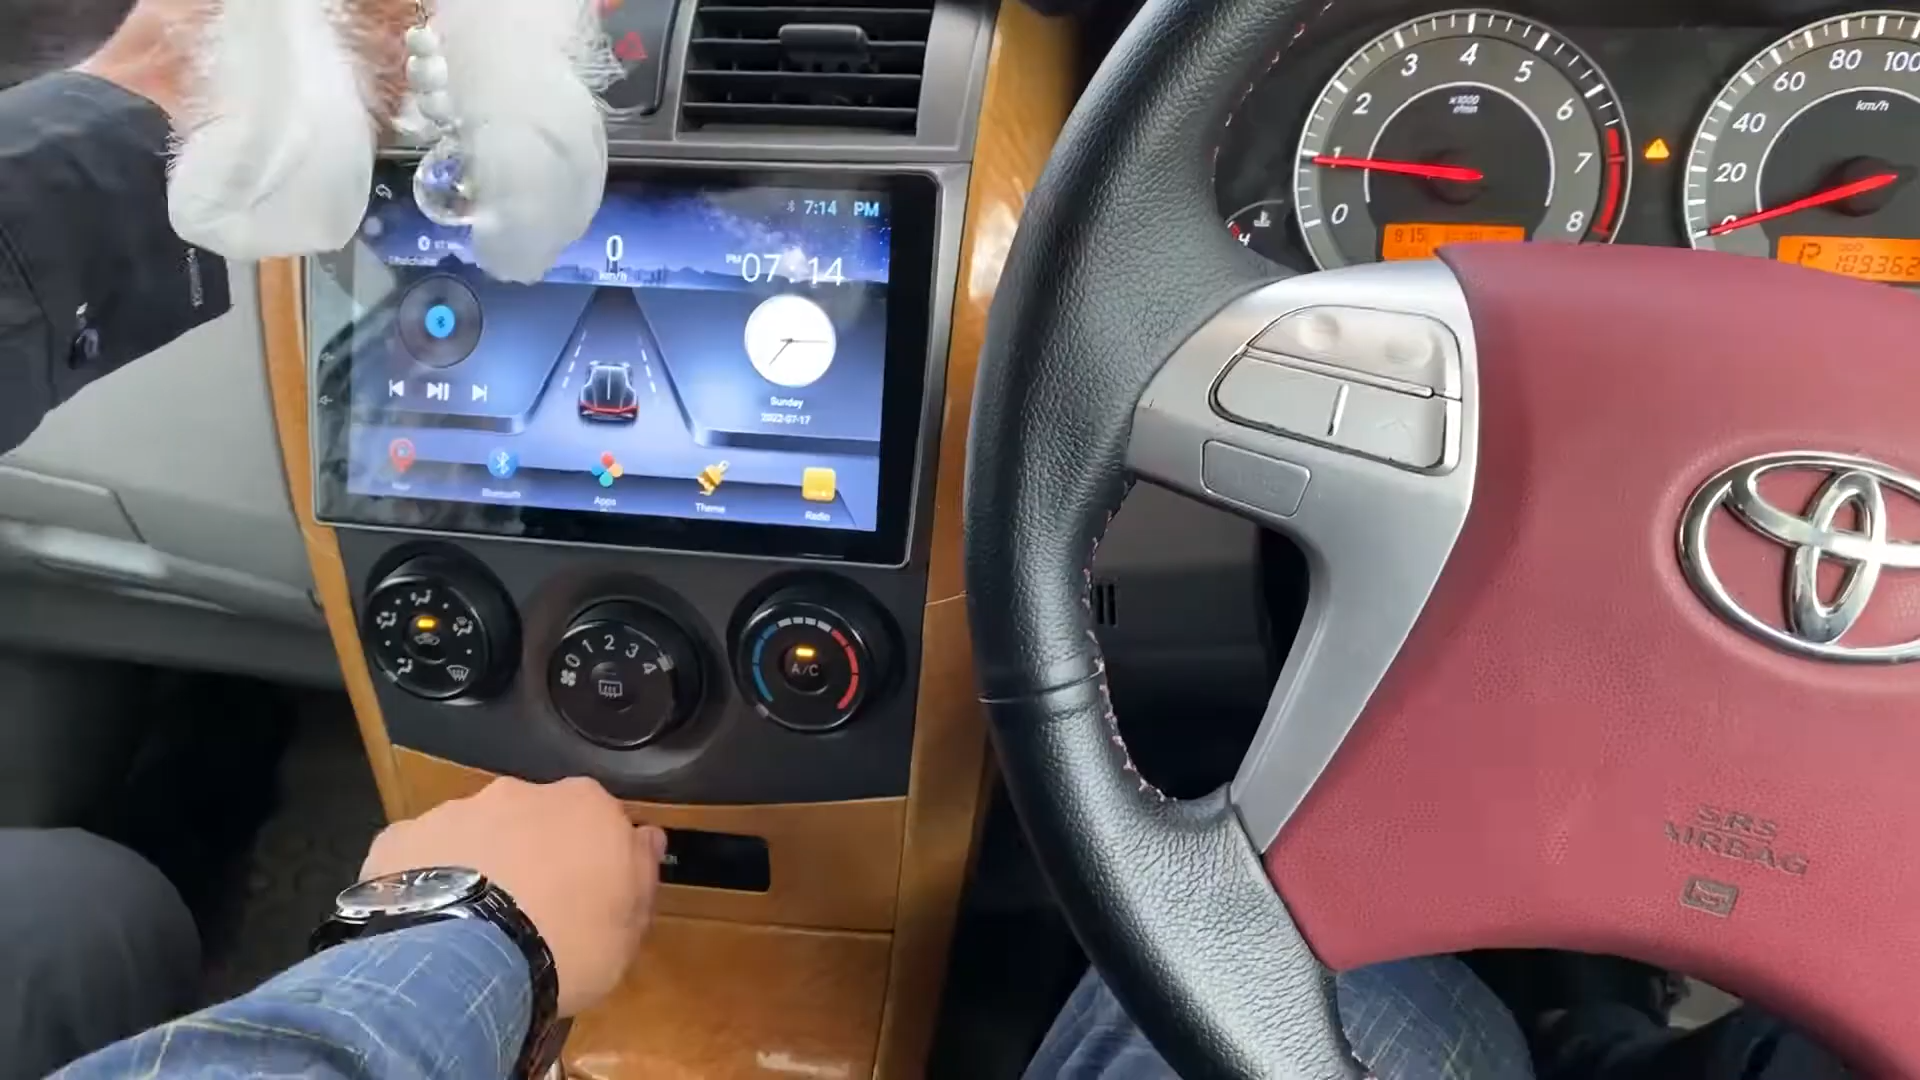 7:14 PM
0
km/h
PM 07:14
Sunday
2022-07-17
Bluetooth
Apps
Theme
Radio
0 1 2 3 4
A/C
0 1 2 3 4 5 6 7 8
x1000
r/min
0 20 40 60 80 100
km/h
P
109362
SRS
AIRBAG